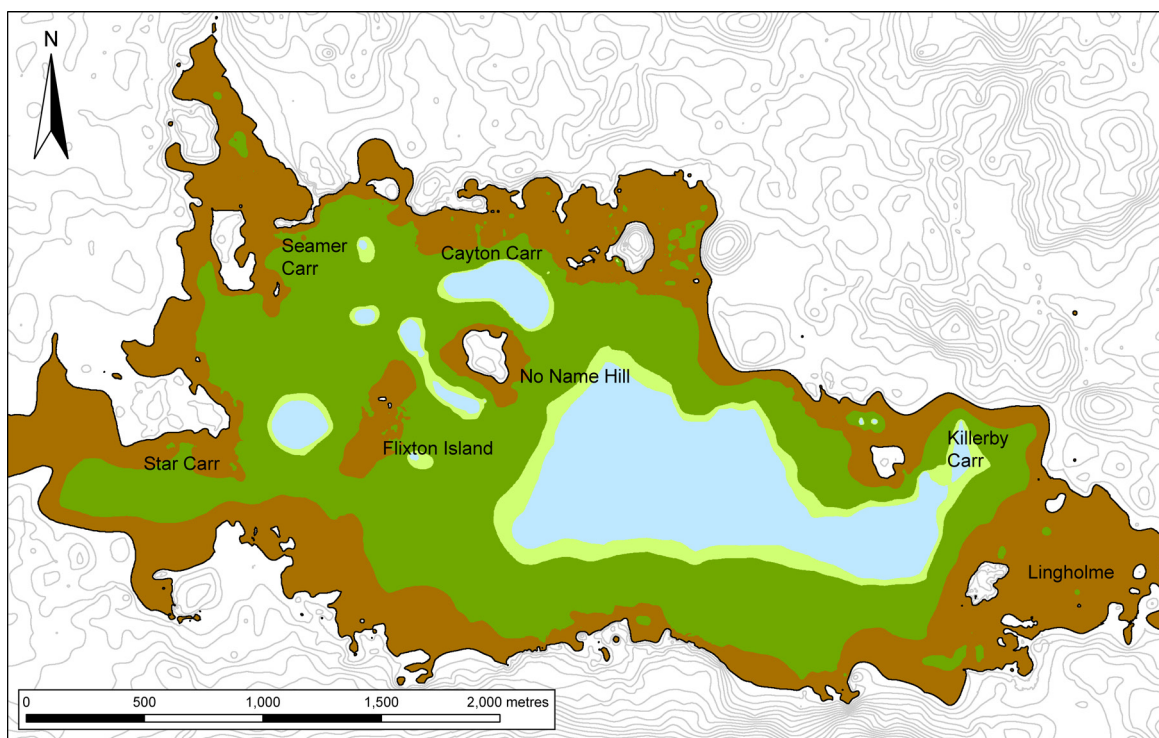 N
Seamer
Carr
Cayton Carr
No Name Hill
Flixton Island
Star Carr
Killerby
Carr
Lingholme
0 500 1,000 1,500 2,000 metres